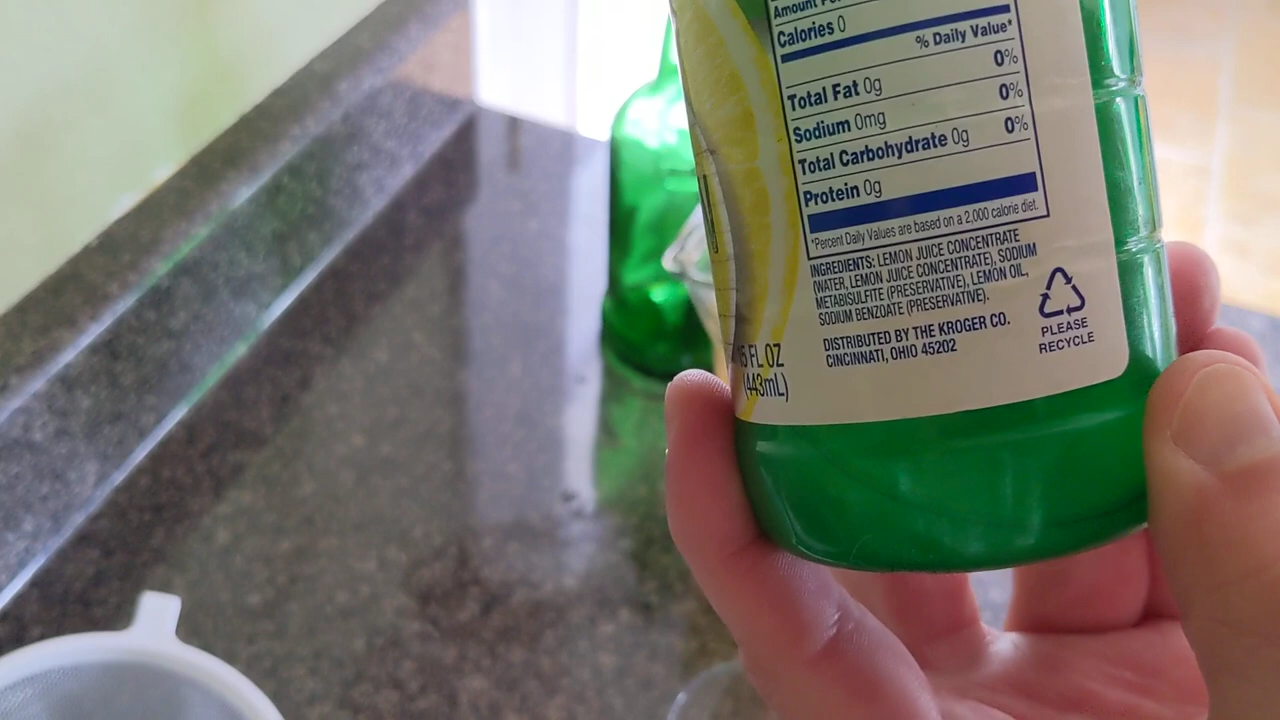 Amount
Calories 0
% Daily Value*
Total Fat 0g 0%
Sodium 0mg 0%
Total Carbohydrate 0g 0%
Protein 0g
*Percent Daily Values are based on a 2,000 calorie diet.
INGREDIENTS: LEMON JUICE CONCENTRATE
(WATER, LEMON JUICE CONCENTRATE), SODIUM
METABISULFITE (PRESERVATIVE), LEMON OIL,
SODIUM BENZOATE (PRESERVATIVE).
DISTRIBUTED BY THE KROGER CO.
CINCINNATI, OHIO 45202
PLEASE
RECYCLE
FL OZ
(443mL)